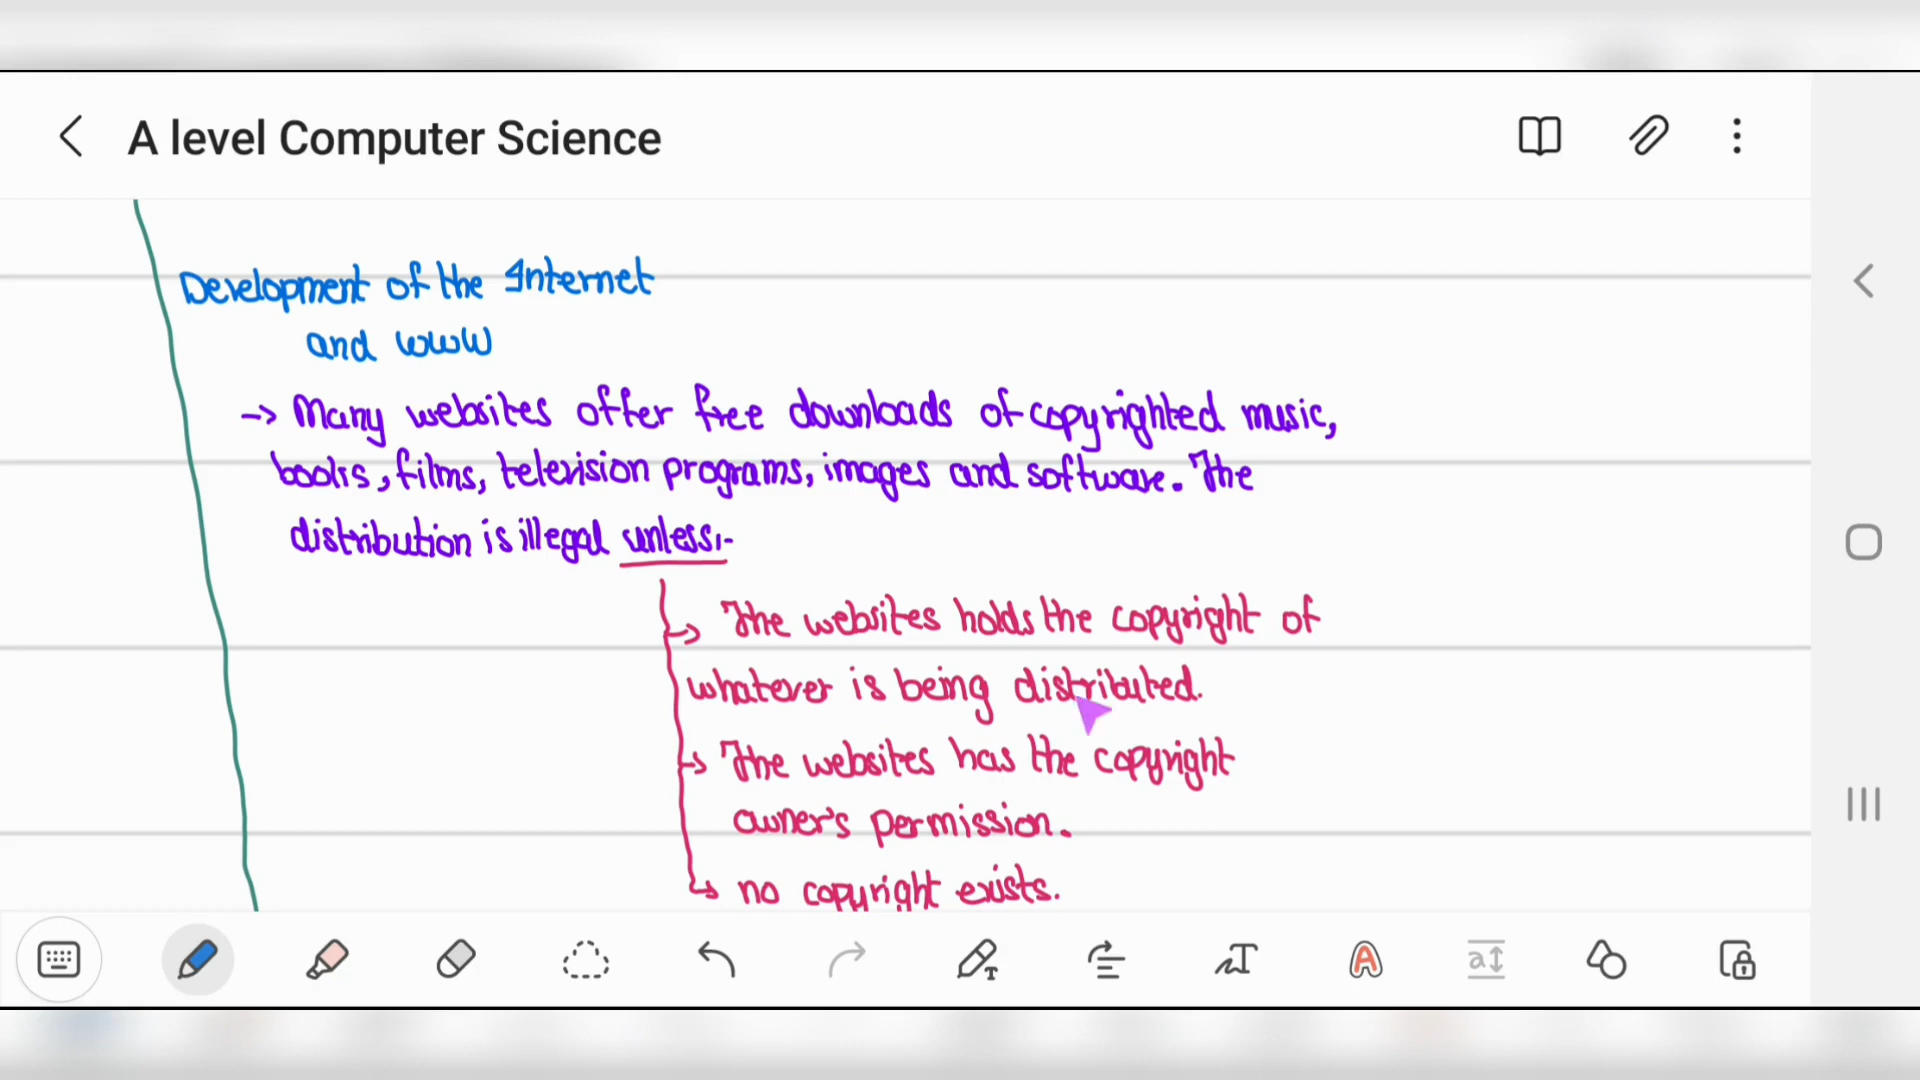 A level Computer Science
Development of the Internet
and WWW
→ Many websites offer free downloads of copyrighted music,
books, films, television programs, images and software. The
distribution is illegal unless:-
→ The websites holds the copyright of
whatever is being distributed.
→ The websites has the copyright
owner's permission.
→ no copyright exists.